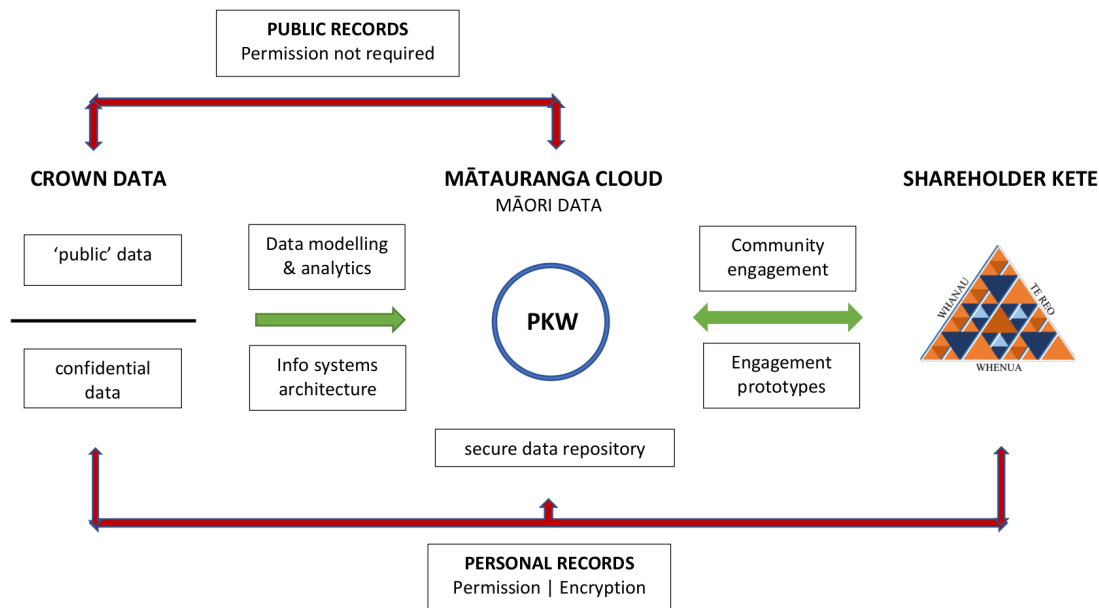 PUBLIC RECORDS
Permission not required
CROWN DATA
MĀTAURANGA CLOUD
MĀORI DATA
SHAREHOLDER KETE
‘public’ data
confidential
data
Data modelling
& analytics
Info systems
architecture
PKW
secure data repository
Community
engagement
Engagement
prototypes
WHANAU
TE REO
WHENUA
PERSONAL RECORDS
Permission | Encryption